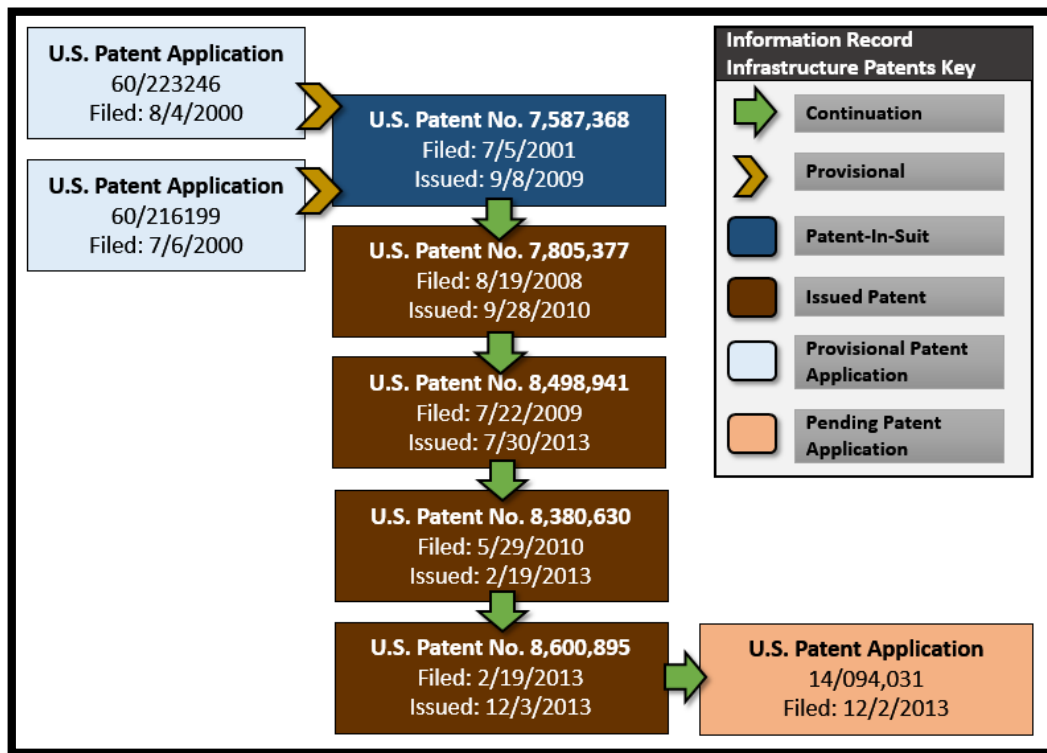 U.S. Patent Application
60/223246
Filed: 8/4/2000
U.S. Patent Application
60/216199
Filed: 7/6/2000
U.S. Patent No. 7,587,368
Filed: 7/5/2001
Issued: 9/8/2009
U.S. Patent No. 7,805,377
Filed: 8/19/2008
Issued: 9/28/2010
U.S. Patent No. 8,498,941
Filed: 7/22/2009
Issued: 7/30/2013
U.S. Patent No. 8,380,630
Filed: 5/29/2010
Issued: 2/19/2013
U.S. Patent No. 8,600,895
Filed: 2/19/2013
Issued: 12/3/2013
U.S. Patent Application
14/094,031
Filed: 12/2/2013
Information Record
Infrastructure Patents Key
Continuation
Provisional
Patent-In-Suit
Issued Patent
Provisional Patent
Application
Pending Patent
Application